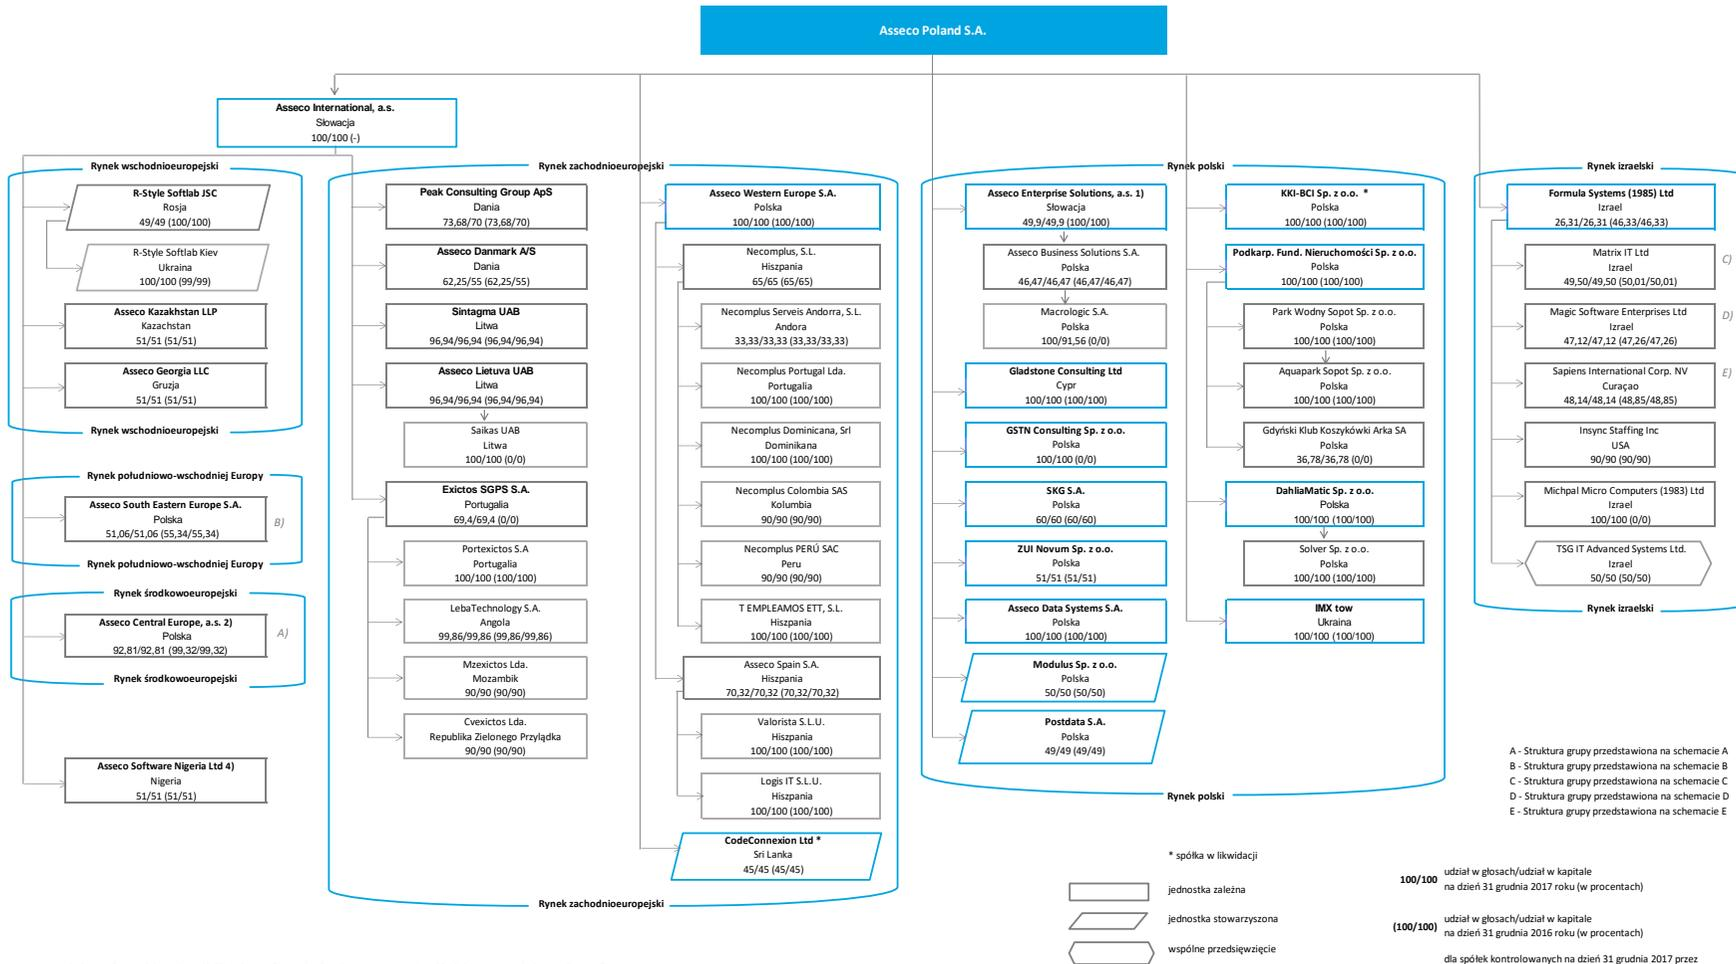 Asseco Poland S.A.
Asseco International, a.s.
Słowacja
100/100 (-)
Rynek wschodnioeuropejski
R-Style Softlab JSC
Rosja
49/49 (100/100)
R-Style Softlab Kiev
Ukraina
100/100 (99/99)
Asseco Kazakhstan LLP
Kazachstan
51/51 (51/51)
Asseco Georgia LLC
Gruzja
51/51 (51/51)
Rynek wschodnioeuropejski
Rynek południowo-wschodniej Europy
Asseco South Eastern Europe S.A.
Polska
51,06/51,06 (55,34/55,34)
B)
Rynek południowo-wschodniej Europy
Rynek środkowoeuropejski
Asseco Central Europe, a.s. 2)
Polska
92,81/92,81 (99,32/99,32)
A)
Rynek środkowoeuropejski
Asseco Software Nigeria Ltd 4)
Nigeria
51/51 (51/51)
Rynek zachodnioeuropejski
Peak Consulting Group ApS
Dania
73,68/70 (73,68/70)
Asseco Danmark A/S
Dania
62,25/55 (62,25/55)
Sintagma UAB
Litwa
96,94/96,94 (96,94/96,94)
Asseco Lietuva UAB
Litwa
96,94/96,94 (96,94/96,94)
Saikas UAB
Litwa
100/100 (0/0)
Exictos SGPS S.A.
Portugalia
69,4/69,4 (0/0)
Portexictos S.A
Portugalia
100/100 (100/100)
LebaTechnology S.A.
Angola
99,86/99,86 (99,86/99,86)
Mzexictos Lda.
Mozambik
90/90 (90/90)
Cvexictos Lda.
Republika Zielonego Przylądka
90/90 (90/90)
Asseco Western Europe S.A.
Polska
100/100 (100/100)
Necomplus, S.L.
Hiszpania
65/65 (65/65)
Necomplus Serveis Andorra, S.L.
Andora
33,33/33,33 (33,33/33,33)
Necomplus Portugal Lda.
Portugalia
100/100 (100/100)
Necomplus Dominicana, Srl
Dominikana
100/100 (100/100)
Necomplus Colombia SAS
Kolumbia
90/90 (90/90)
Necomplus PERÚ SAC
Peru
90/90 (90/90)
T EMPLEAMOS ETT, S.L.
Hiszpania
100/100 (100/100)
Asseco Spain S.A.
Hiszpania
70,32/70,32 (70,32/70,32)
Valorista S.L.U.
Hiszpania
100/100 (100/100)
Logis IT S.L.U.
Hiszpania
100/100 (100/100)
CodeConnexion Ltd *
Sri Lanka
45/45 (45/45)
Rynek zachodnioeuropejski
Rynek polski
Asseco Enterprise Solutions, a.s. 1)
Słowacja
49,9/49,9 (100/100)
Asseco Business Solutions S.A.
Polska
46,47/46,47 (46,47/46,47)
Macrologic S.A.
Polska
100/91,56 (0/0)
Gladstone Consulting Ltd
Cypr
100/100 (100/100)
GSTN Consulting Sp. z o.o.
Polska
100/100 (0/0)
SKG S.A.
Polska
60/60 (60/60)
ZUI Novum Sp. z o.o.
Polska
51/51 (51/51)
Asseco Data Systems S.A.
Polska
100/100 (100/100)
Modulus Sp. z o.o.
Polska
50/50 (50/50)
Postdata S.A.
Polska
49/49 (49/49)
KKI-BCI Sp. z o.o. *
Polska
100/100 (100/100)
Podkarp. Fund. Nieruchomości Sp. z o.o.
Polska
100/100 (100/100)
Park Wodny Sopot Sp. z o.o.
Polska
100/100 (100/100)
Aquapark Sopot Sp. z o.o.
Polska
100/100 (100/100)
Gdyński Klub Koszykówki Arka SA
Polska
36,78/36,78 (0/0)
DahliaMatic Sp. z o.o.
Polska
100/100 (100/100)
Solver Sp. z o.o.
Polska
100/100 (100/100)
IMX tow
Ukraina
100/100 (100/100)
Rynek polski
Rynek izraelski
Formula Systems (1985) Ltd
Izrael
26,31/26,31 (46,33/46,33)
Matrix IT Ltd
Izrael
49,50/49,50 (50,01/50,01)
C)
Magic Software Enterprises Ltd
Izrael
47,12/47,12 (47,26/47,26)
D)
Sapiens International Corp. NV
Curaçao
48,14/48,14 (48,85/48,85)
E)
Insync Staffing Inc
USA
90/90 (90/90)
Michpal Micro Computers (1983) Ltd
Izrael
100/100 (0/0)
TSG IT Advanced Systems Ltd.
Izrael
50/50 (50/50)
Rynek izraelski
A - Struktura grupy przedstawiona na schemacie A
B - Struktura grupy przedstawiona na schemacie B
C - Struktura grupy przedstawiona na schemacie C
D - Struktura grupy przedstawiona na schemacie D
E - Struktura grupy przedstawiona na schemacie E
* spółka w likwidacji
jednostka zależna
jednostka stowarzyszona
wspólne przedsięwzięcie
100/100 udział w głosach/udział w kapitale
na dzień 31 grudnia 2017 roku (w procentach)
(100/100) udział w głosach/udział w kapitale
na dzień 31 grudnia 2016 roku (w procentach)
dla spółek kontrolowanych na dzień 31 grudnia 2017 przez